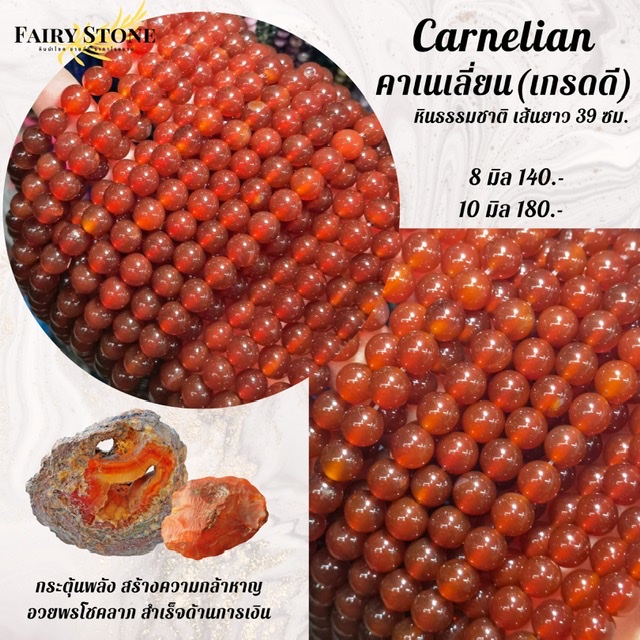 FAIRY STONE
Carnelian
คาเนเลี่ยน(เกรดดี)
หินธรรมชาติ เส้นยาว 39 ซม.
8 มิล 140.-
10 มิล 180.-
กระตุ้นพลัง สร้างความกล้าหาญ
อวยพรโชคลาภ สำเร็จด้านการเงิน